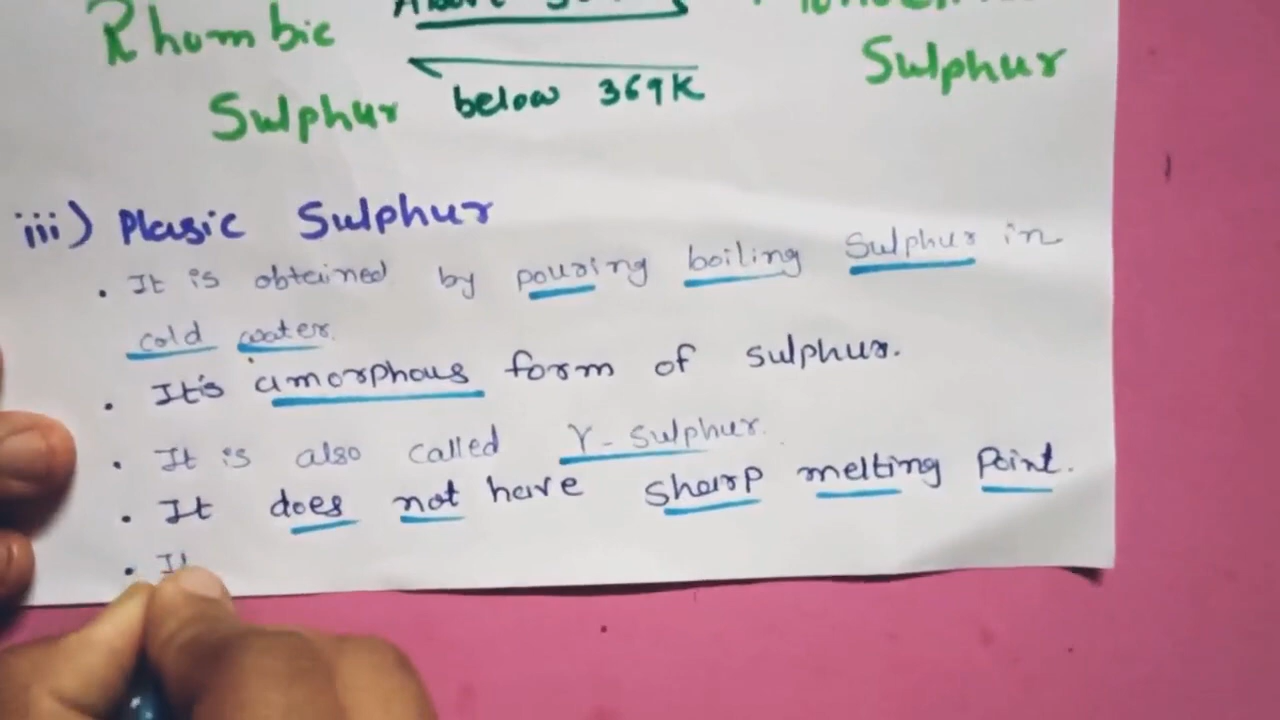 Rhombic
Sulphur
below 369K
Sulphur
iii) Plasic Sulphur
. It is obtained by pouring boiling Sulphur in
cold water.
. It's amorphous form of sulphur.
. It is also called γ-sulphur.
. It does not have sharp melting Point.
. It